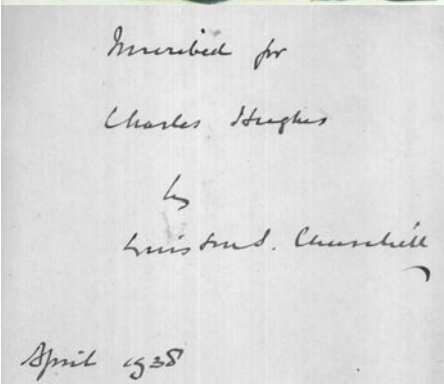 Inscribed for
Charles Hughes
by
Winston S. Churchill
April 1938